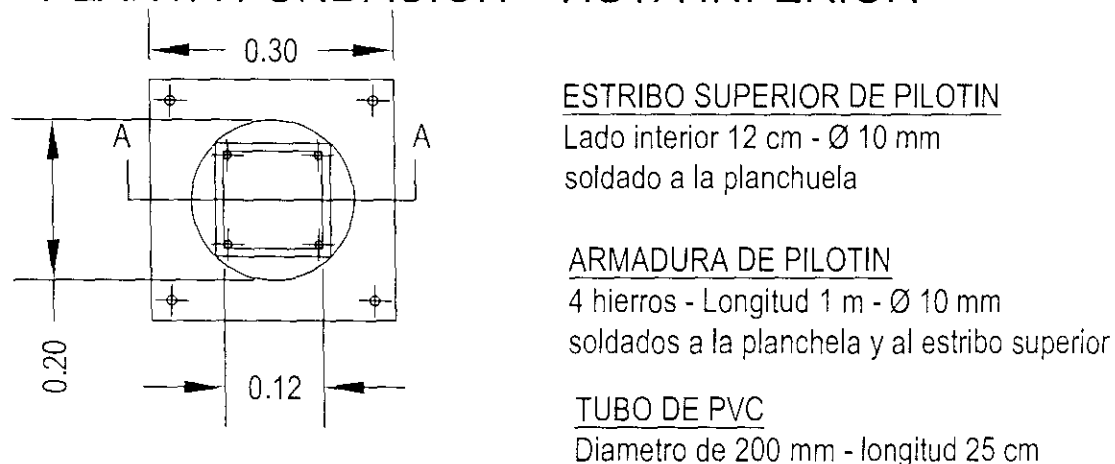 0.30
A A
0.20
0.12
ESTRIBO SUPERIOR DE PILOTIN
Lado interior 12 cm - Ø 10 mm
soldado a la planchuela
ARMADURA DE PILOTIN
4 hierros - Longitud 1 m - Ø 10 mm
soldados a la planchela y al estribo superior
TUBO DE PVC
Diametro de 200 mm - longitud 25 cm